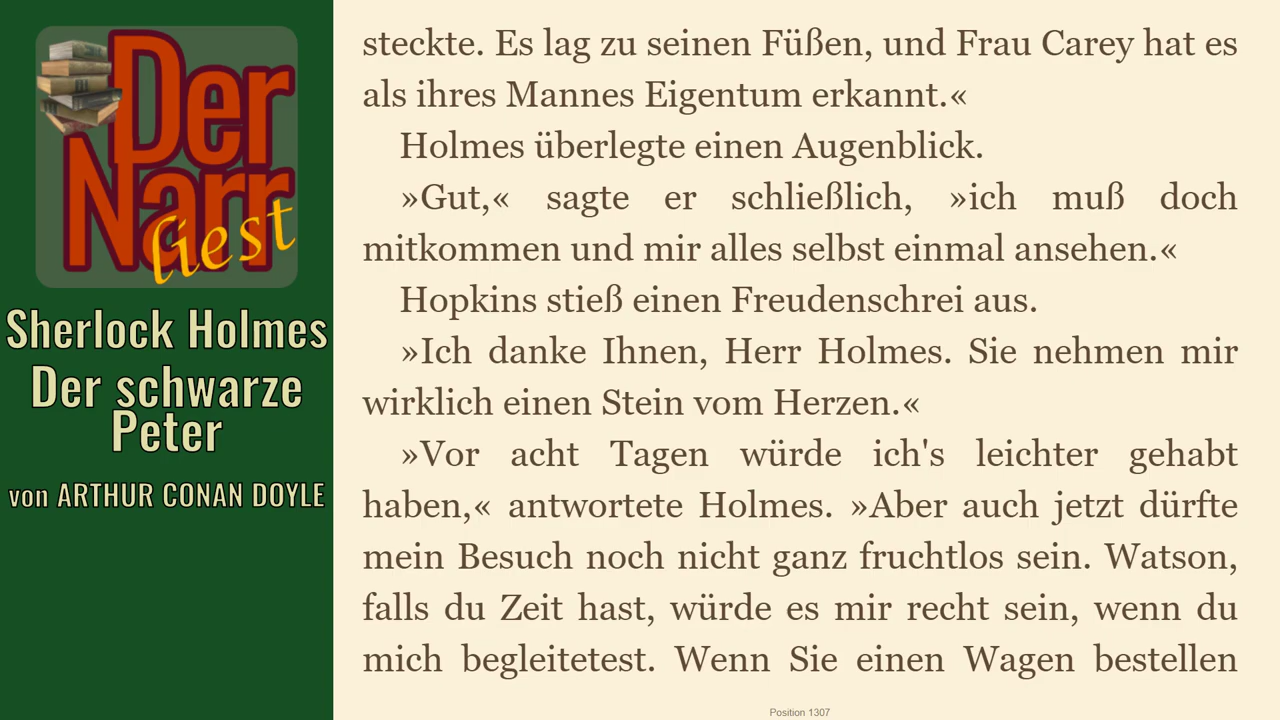 Der
Narr
liest
Sherlock Holmes
Der schwarze
Peter
von ARTHUR CONAN DOYLE
steckte. Es lag zu seinen Füßen, und Frau Carey hat es
als ihres Mannes Eigentum erkannt.«
Holmes überlegte einen Augenblick.
»Gut,« sagte er schließlich, »ich muß doch
mitkommen und mir alles selbst einmal ansehen.«
Hopkins stieß einen Freudenschrei aus.
»Ich danke Ihnen, Herr Holmes. Sie nehmen mir
wirklich einen Stein vom Herzen.«
»Vor acht Tagen würde ich's leichter gehabt
haben,« antwortete Holmes. »Aber auch jetzt dürfte
mein Besuch noch nicht ganz fruchtlos sein. Watson,
falls du Zeit hast, würde es mir recht sein, wenn du
mich begleitetest. Wenn Sie einen Wagen bestellen
Position 1307